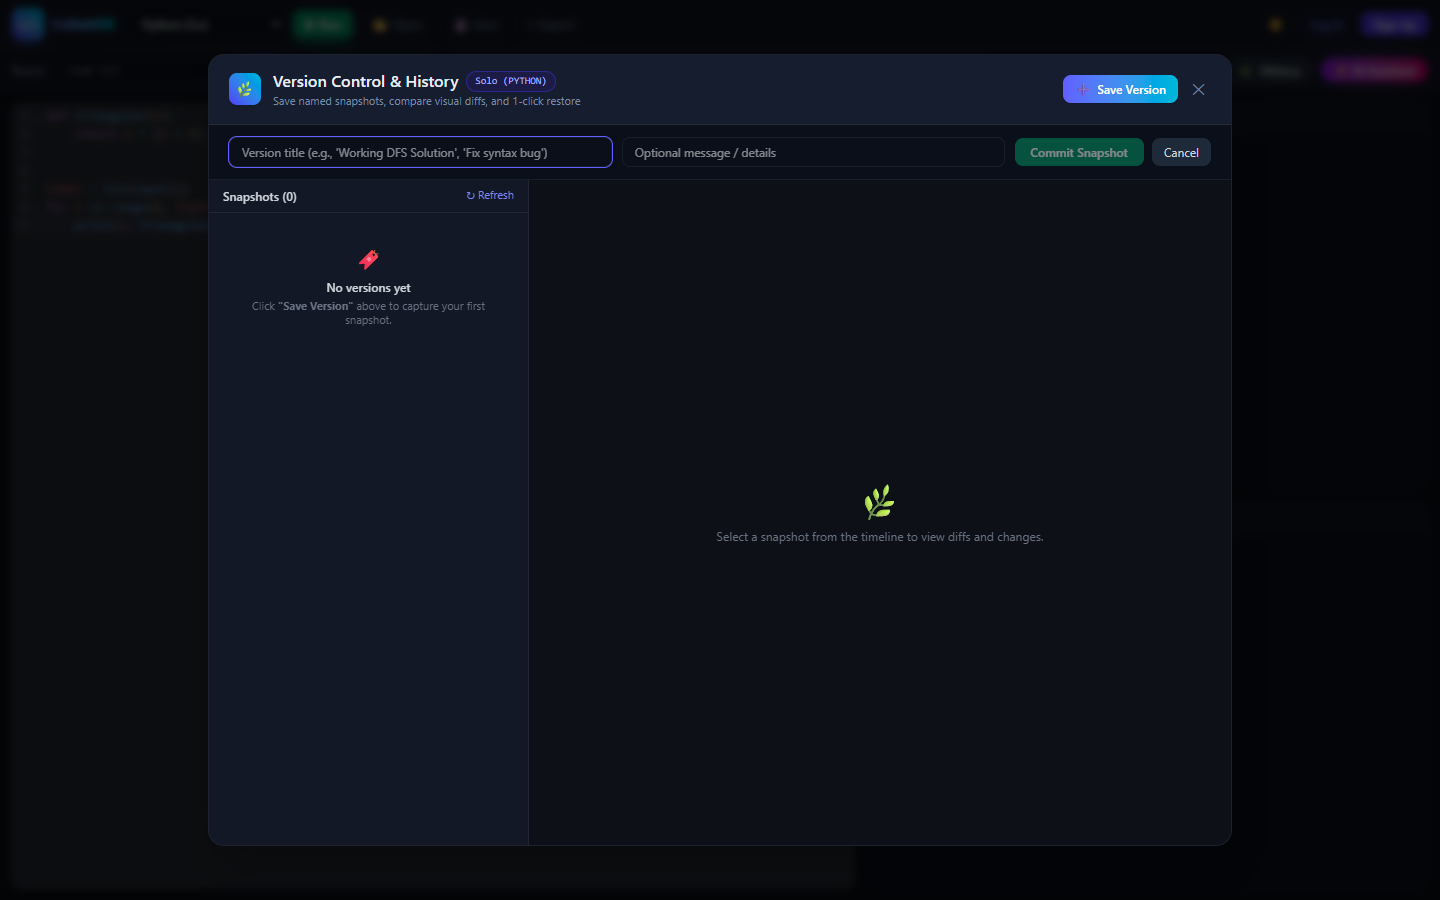 Version Control & History
Solo (PYTHON)
Save named snapshots, compare visual diffs, and 1-click restore
Save Version
Version title (e.g., 'Working DFS Solution', 'Fix syntax bug')
Optional message / details
Commit Snapshot
Cancel
Snapshots (0)
↻ Refresh
No versions yet
Click "Save Version" above to capture your first
snapshot.
Select a snapshot from the timeline to view diffs and changes.